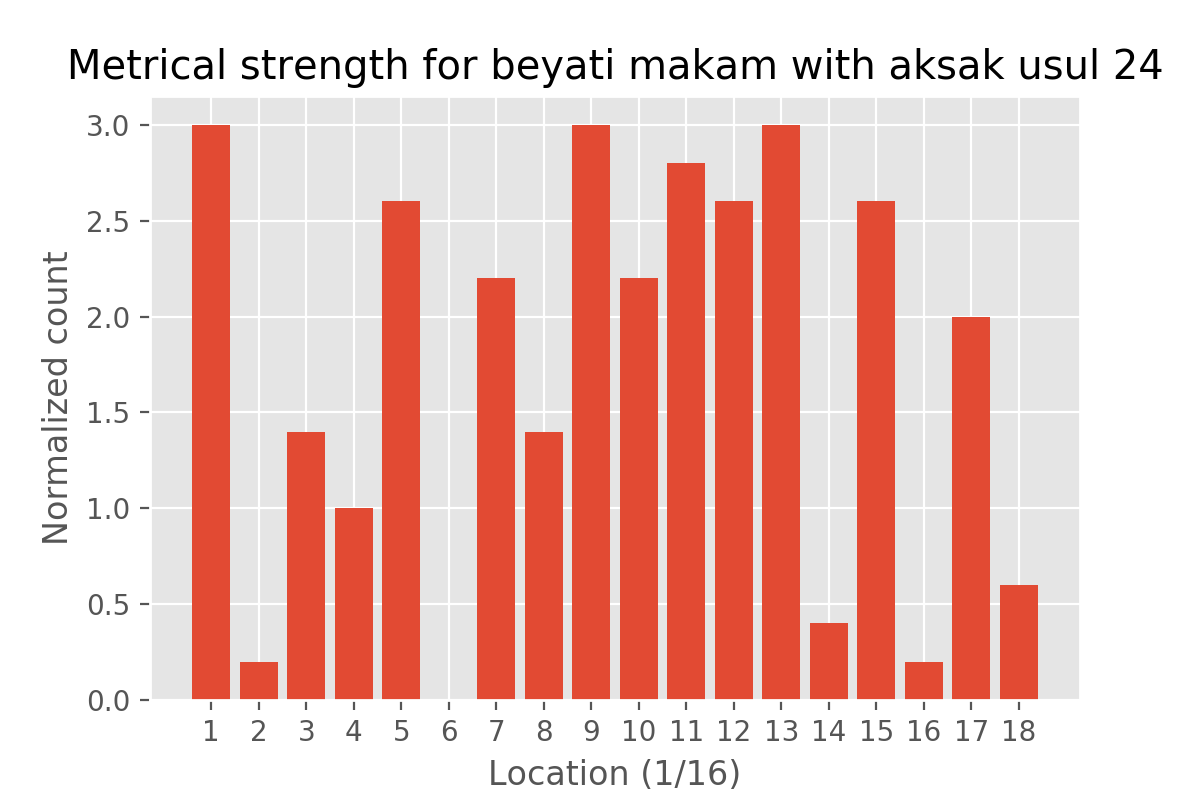 Metrical strength for beyati makam with aksak usul 24
3.0
2.5
2.0
1.5
1.0
0.5
0.0
Normalized count
1 2 3 4 5 6 7 8 9 10 11 12 13 14 15 16 17 18
Location (1/16)